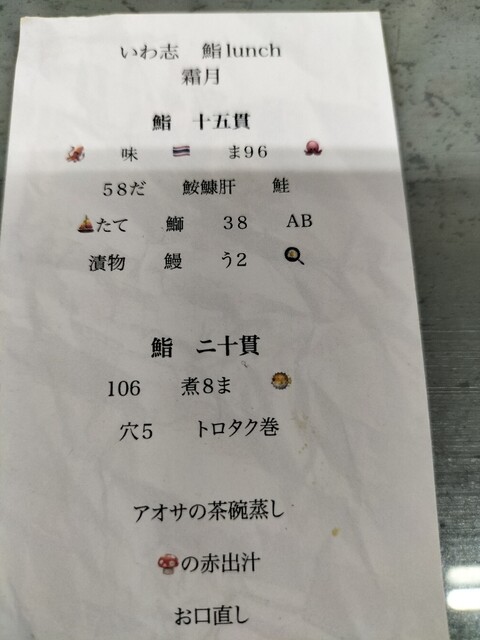 いわ志　鮨lunch
霜月
鮨　十五貫
🦑　味　🇹🇭　ま96　🐙
58だ　鮟鱇肝　鮭
⛵たて　鰤　38　AB
漬物　鰻　う2　🍳
鮨　二十貫
106　煮8ま　🐡
穴5　トロタク巻
アオサの茶碗蒸し
🍄の赤出汁
お口直し